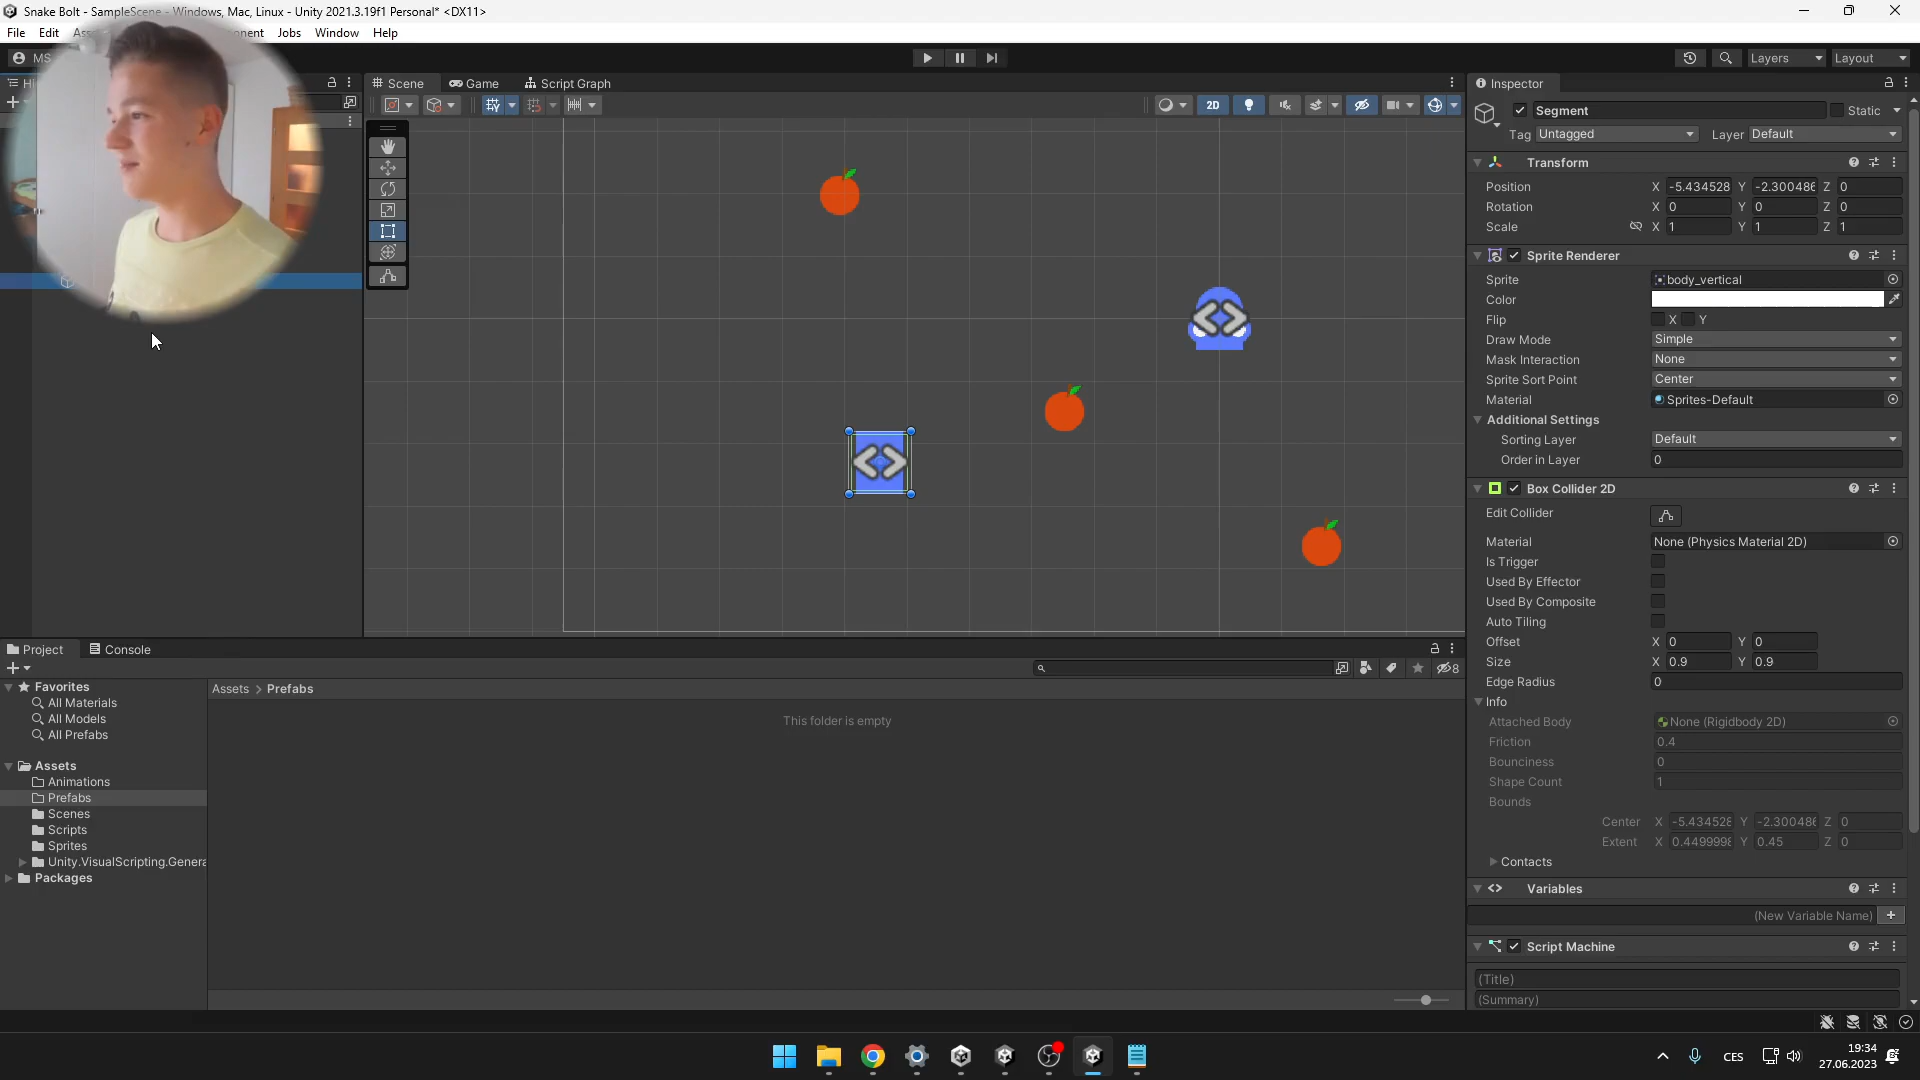 Snake Bolt - SampleScene - Windows, Mac, Linux - Unity 2021.3.19f1 Personal* <DX11>
File Edit Component Jobs Window Help
MS Layers Layout
Scene Game Script Graph Inspector
2D
Segment Static
Tag Untagged Layer Default
Transform
Position X -5.434528 Y -2.300486 Z 0
Rotation X 0 Y 0 Z 0
Scale X 1 Y 1 Z 1
Sprite Renderer
Sprite body_vertical
Color
Flip X Y
Draw Mode Simple
Mask Interaction None
Sprite Sort Point Center
Material Sprites-Default
Additional Settings
Sorting Layer Default
Order in Layer 0
Box Collider 2D
Edit Collider
Material None (Physics Material 2D)
Is Trigger
Used By Effector
Used By Composite
Auto Tiling
Offset X 0 Y 0
Size X 0.9 Y 0.9
Edge Radius 0
Info
Attached Body None (Rigidbody 2D)
Friction 0.4
Bounciness 0
Shape Count 1
Bounds
Center X -5.434528 Y -2.300486 Z 0
Extent X 0.4499998 Y 0.45 Z 0
Contacts
Variables
(New Variable Name)
Script Machine
(Title)
(Summary)
Project Console
8
Favorites
All Materials
All Models
All Prefabs
Assets
Animations
Prefabs
Scenes
Scripts
Sprites
Unity.VisualScripting.Genera
Packages
Assets > Prefabs
This folder is empty
CES
19:34
27.06.2023